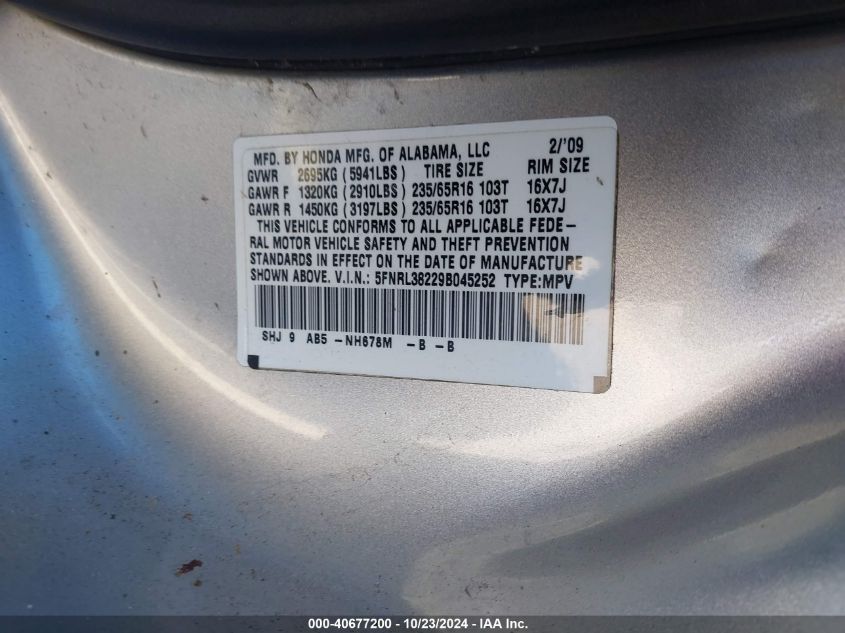 MFD. BY HONDA MFG. OF ALABAMA, LLC 2/'09
GVWR 2695KG (5941LBS) TIRE SIZE RIM SIZE
GAWR F 1320KG (2910LBS) 235/65R16 103T 16X7J
GAWR R 1450KG (3197LBS) 235/65R16 103T 16X7J
THIS VEHICLE CONFORMS TO ALL APPLICABLE FEDE-
RAL MOTOR VEHICLE SAFETY AND THEFT PREVENTION
STANDARDS IN EFFECT ON THE DATE OF MANUFACTURE
SHOWN ABOVE. V.I.N.: 5FNRL38229B045252 TYPE:MPV
SHJ 9 AB5 -NH678M -B -B
000-40677200 - 10/23/2024 - IAA Inc.